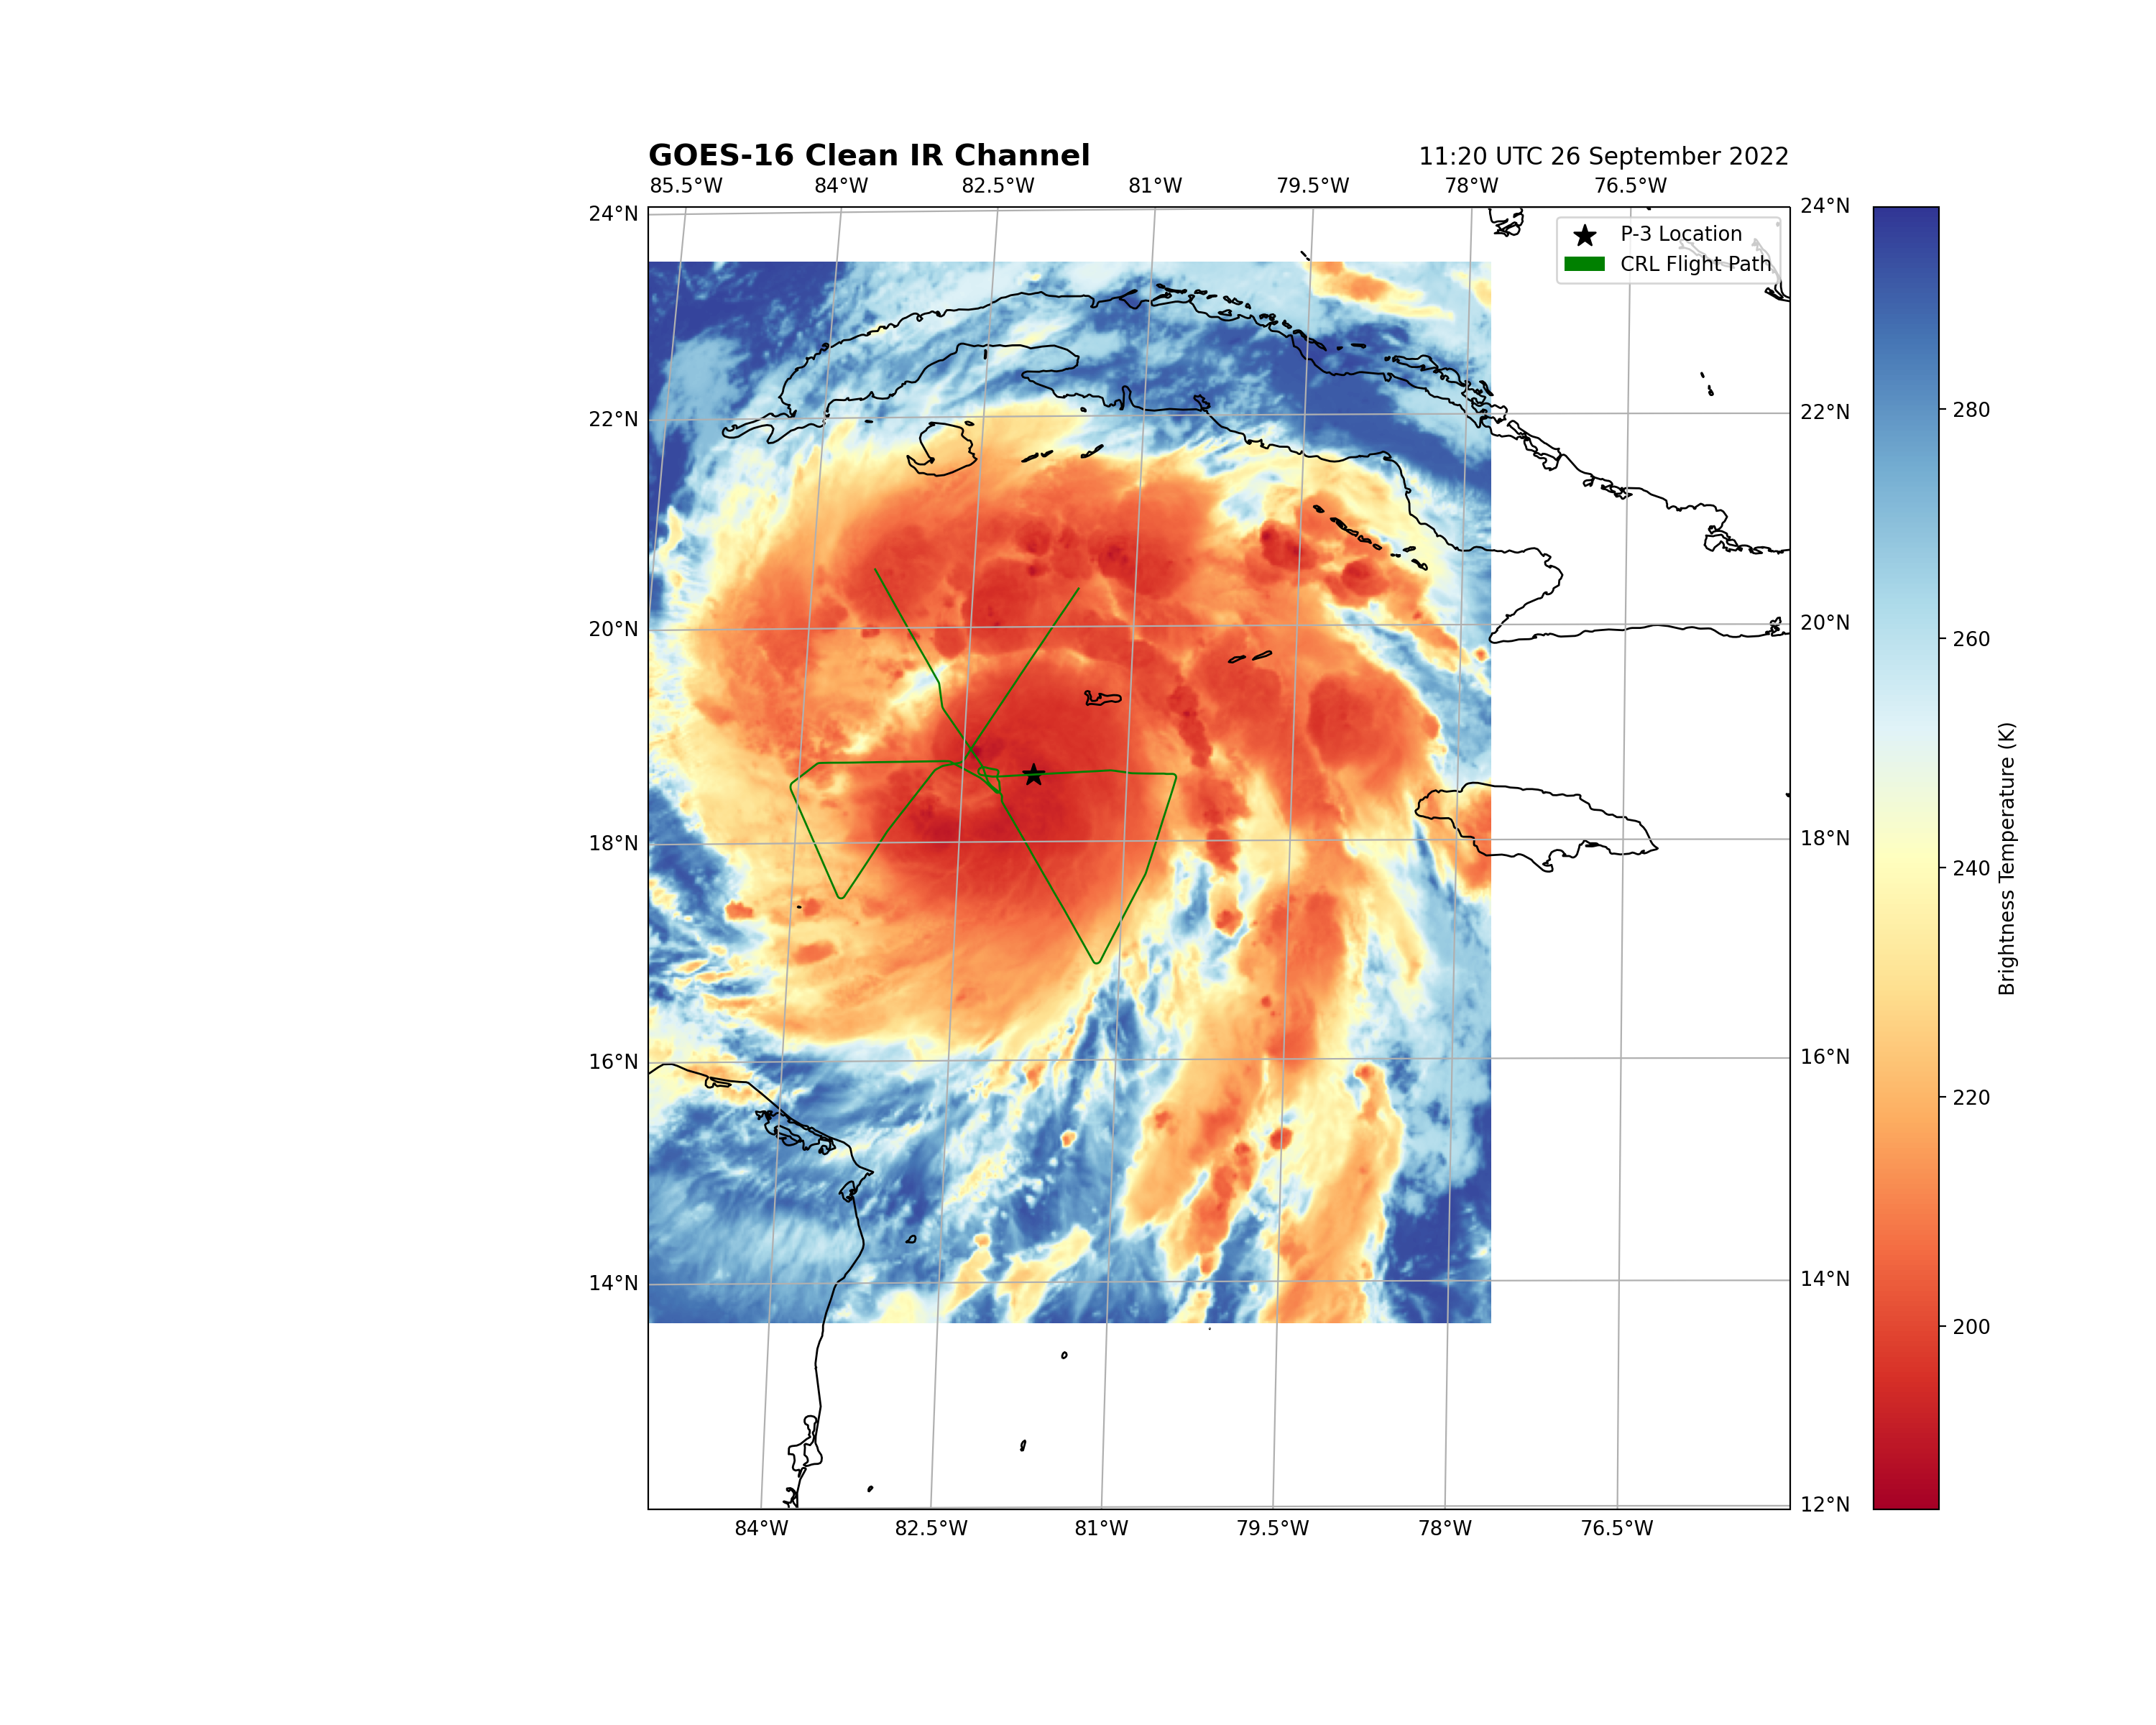 GOES-16 Clean IR Channel
11:20 UTC 26 September 2022
85.5°W 84°W 82.5°W 81°W 79.5°W 78°W 76.5°W
24°N
24°N
P-3 Location
CRL Flight Path
22°N
22°N
20°N
20°N
18°N
18°N
16°N
16°N
14°N
14°N
12°N
84°W 82.5°W 81°W 79.5°W 78°W 76.5°W
280
260
240
220
200
Brightness Temperature (K)